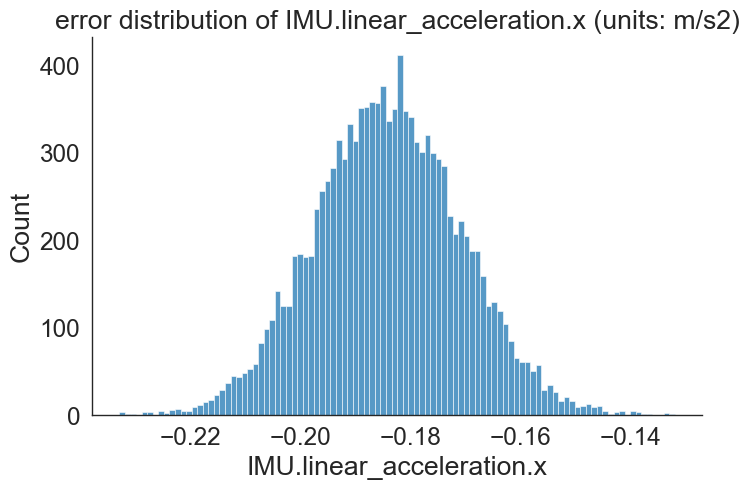 error distribution of IMU.linear_acceleration.x (units: m/s2)
400
300
200
100
0
Count
−0.22 −0.20 −0.18 −0.16 −0.14
IMU.linear_acceleration.x